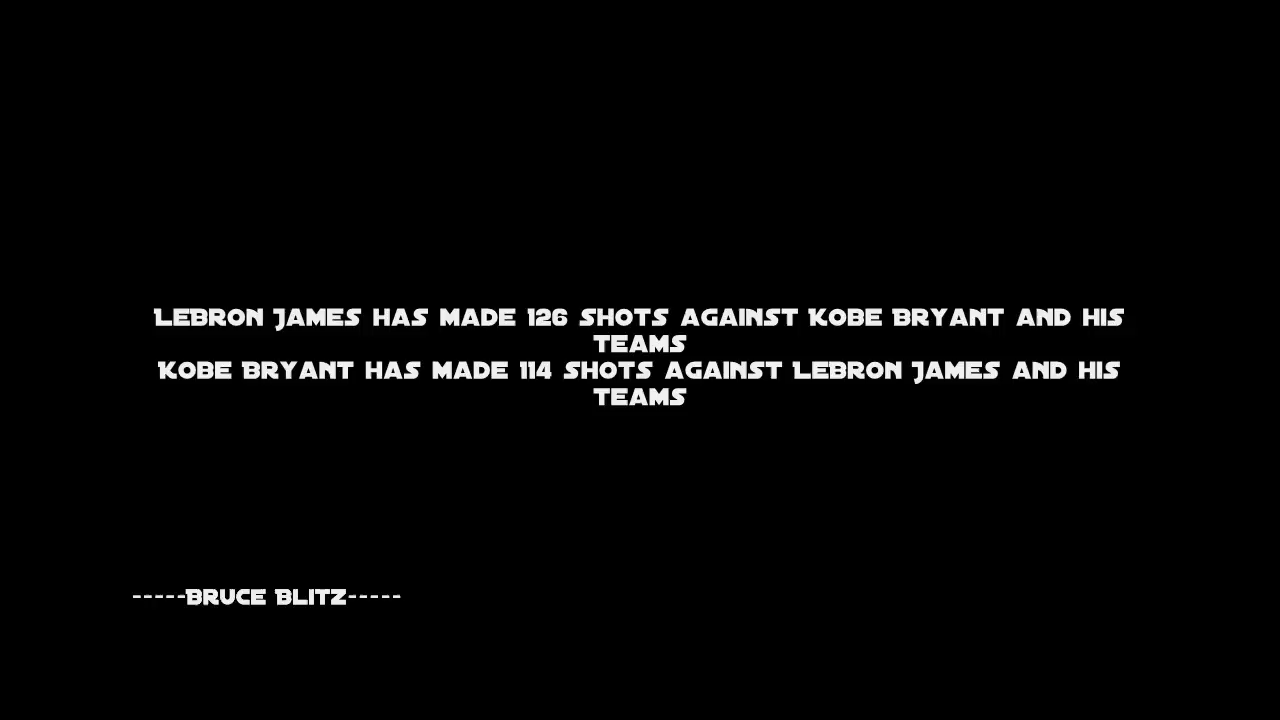 LeBron James has made 126 shots against Kobe Bryant and his
teams
Kobe Bryant has made 114 shots against LeBron James and his
teams
-----Bruce Blitz-----